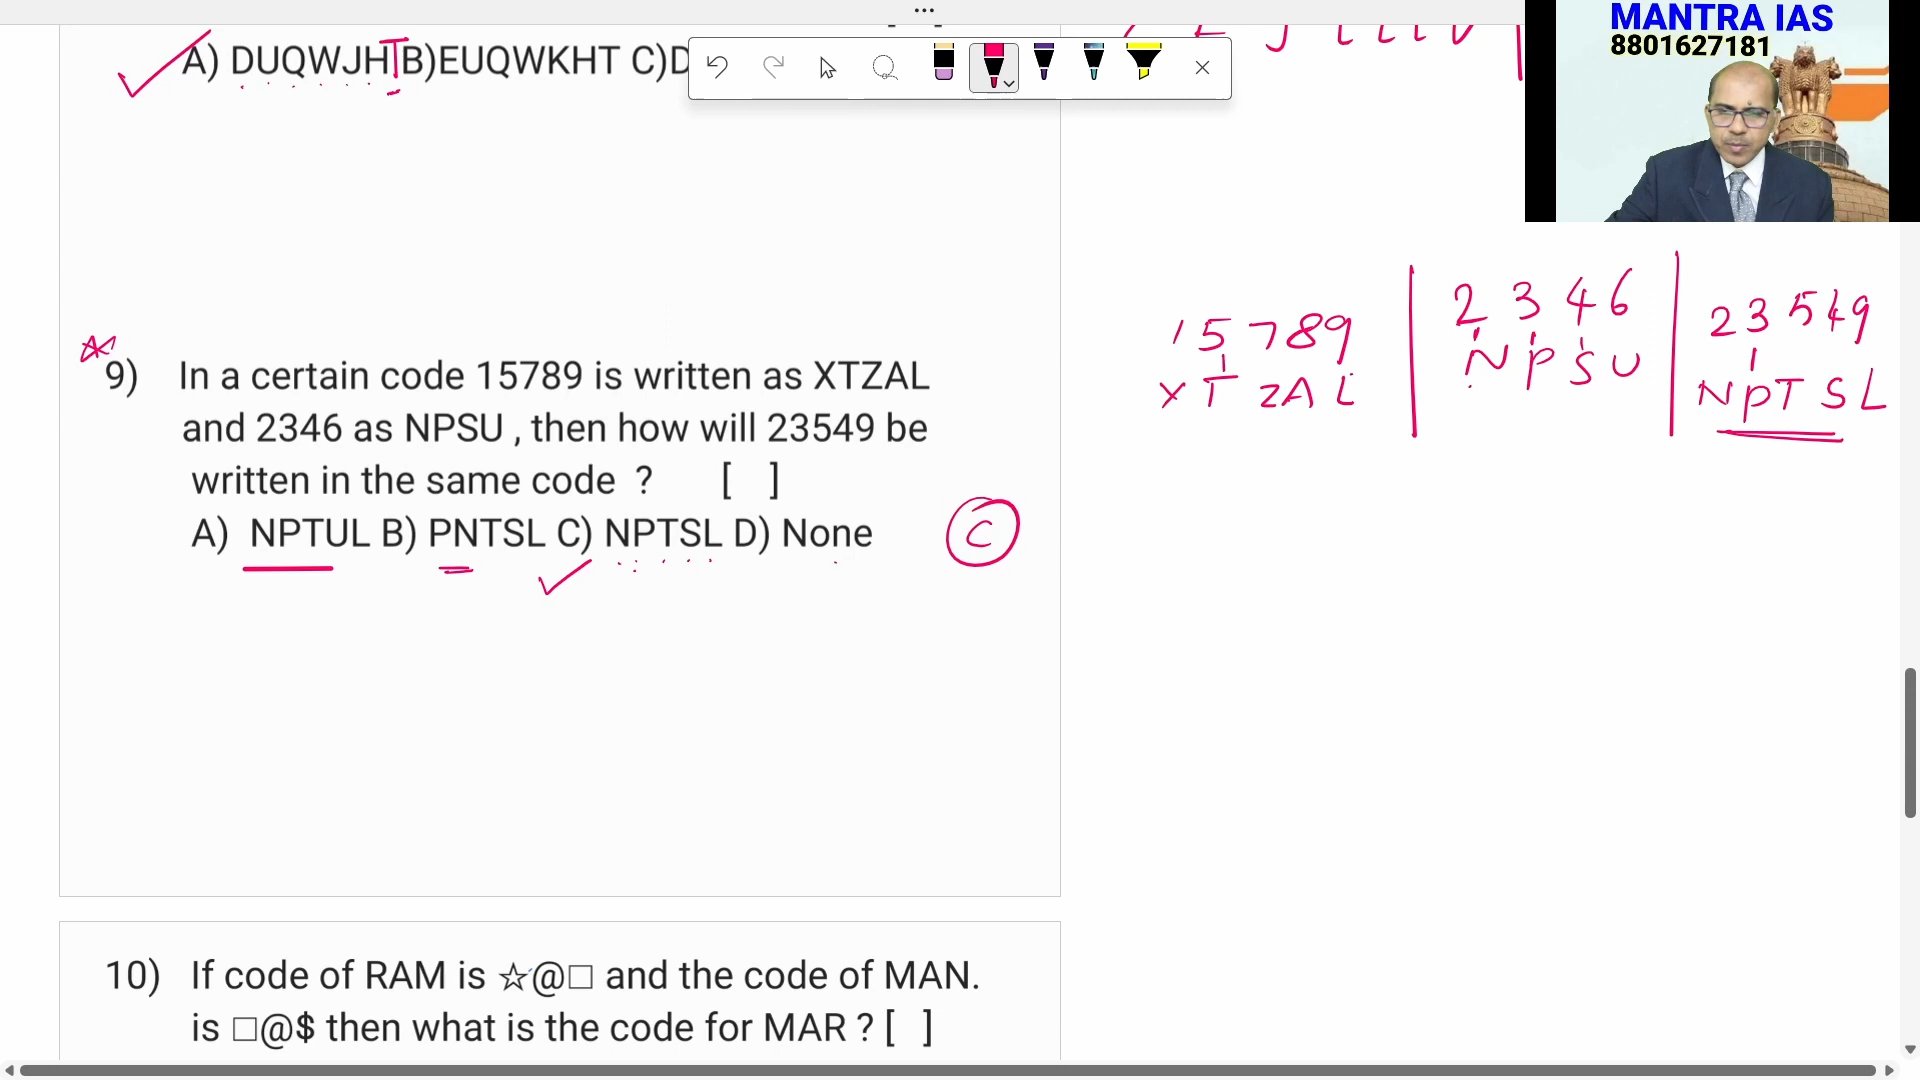 MANTRA IAS
8801627181
A) DUQWJHT B)EUQWKHT C)D
9) In a certain code 15789 is written as XTZAL
and 2346 as NPSU , then how will 23549 be
written in the same code ? [ ]
A) NPTUL B) PNTSL C) NPTSL D) None
C
15789
XTZAL
2346
NPSU
23549
NPTSL
10) If code of RAM is ☆@□ and the code of MAN.
is □@$ then what is the code for MAR ? [ ]